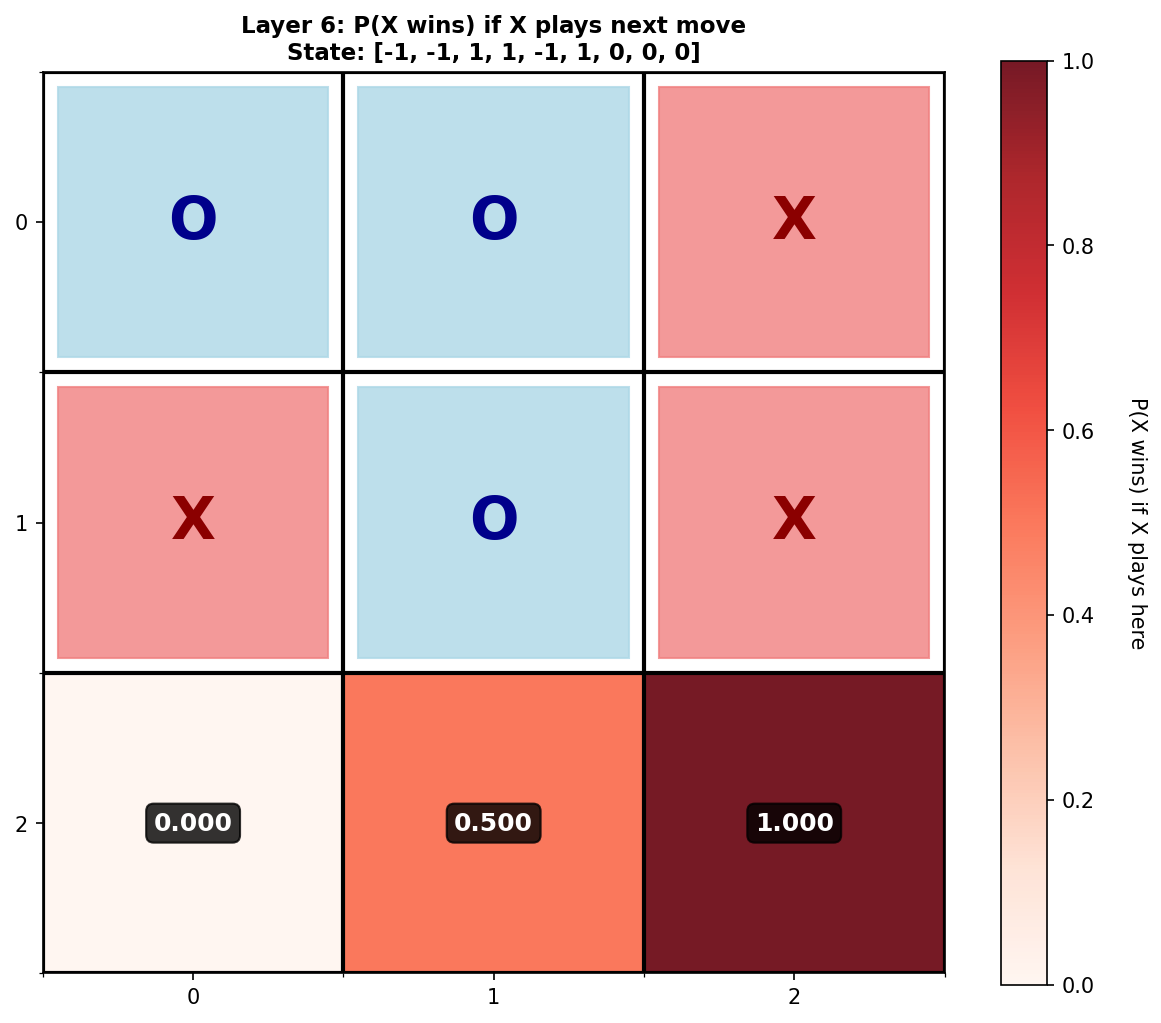 Layer 6: P(X wins) if X plays next move
State: [-1, -1, 1, 1, -1, 1, 0, 0, 0]
1.0
0
O
O
X
0.8
0.6
P(X wins) if X plays here
1
X
O
X
0.4
0.2
2
0.000
0.500
1.000
0.0
0
1
2